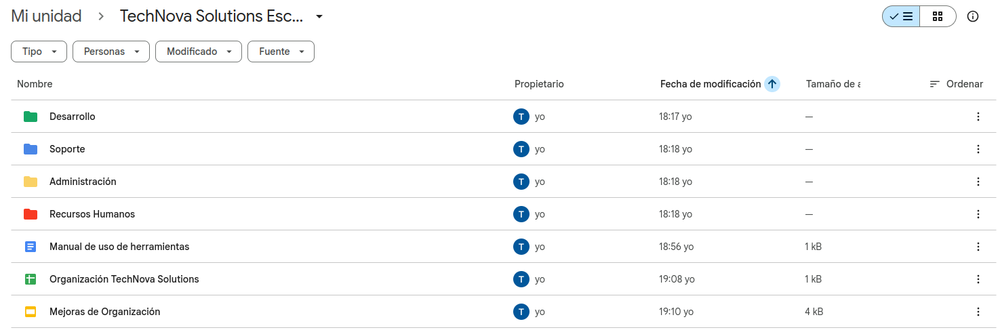 Mi unidad > TechNova Solutions Esc...
Tipo Personas Modificado Fuente
Nombre Propietario Fecha de modificación Tamaño de a Ordenar
Desarrollo T yo 18:17 yo —
Soporte T yo 18:18 yo —
Administración T yo 18:18 yo —
Recursos Humanos T yo 18:18 yo —
Manual de uso de herramientas T yo 18:56 yo 1 kB
Organización TechNova Solutions T yo 19:08 yo 1 kB
Mejoras de Organización T yo 19:10 yo 4 kB